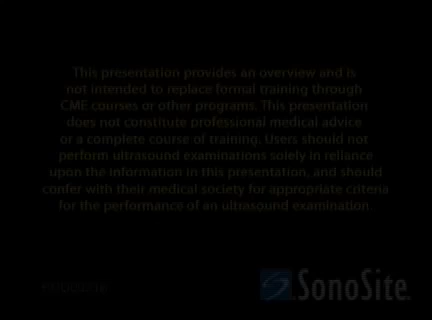 This presentation provides an overview and is
not intended to replace formal training through
CME courses or other programs. This presentation
does not constitute professional medical advice
or a complete course of training. Users should not
perform ultrasound examinations solely in reliance
upon the information in this presentation, and should
confer with their medical society for appropriate criteria
for the performance of an ultrasound examination.
SonoSite